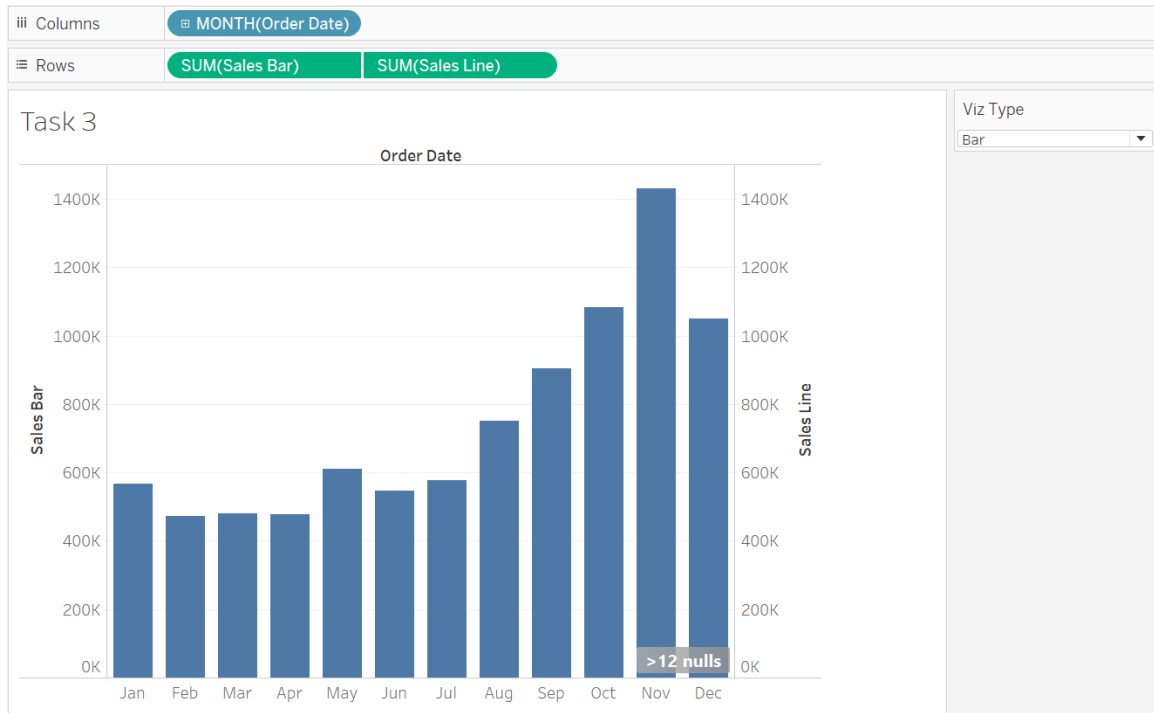 Columns
MONTH(Order Date)
Rows
SUM(Sales Bar) SUM(Sales Line)
Task 3
Viz Type
Bar
Order Date
1400K 1400K
1200K 1200K
1000K 1000K
800K 800K
600K 600K
400K 400K
200K 200K
0K 0K
Sales Bar
Sales Line
>12 nulls
Jan Feb Mar Apr May Jun Jul Aug Sep Oct Nov Dec